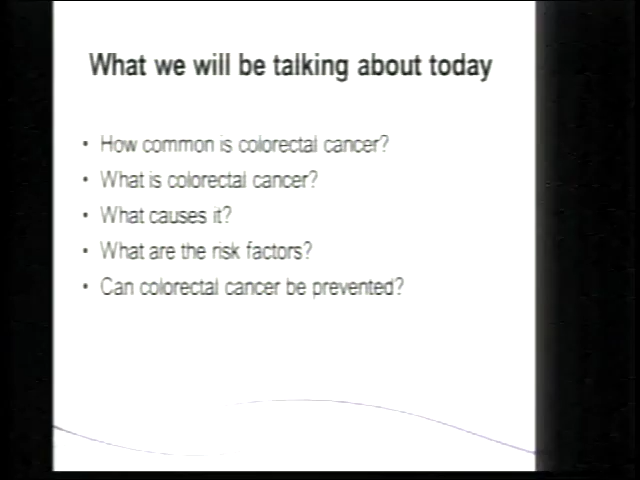 What we will be talking about today
• How common is colorectal cancer?
• What is colorectal cancer?
• What causes it?
• What are the risk factors?
• Can colorectal cancer be prevented?